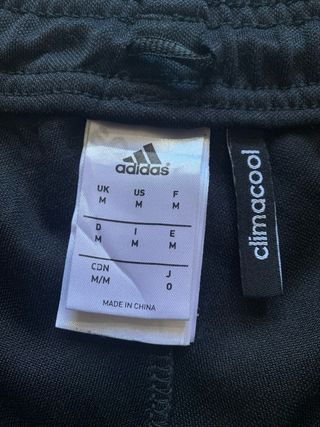 adidas®
UK US F
M M M
D I E
M M M
CDN J
M/M O
MADE IN CHINA
climacool